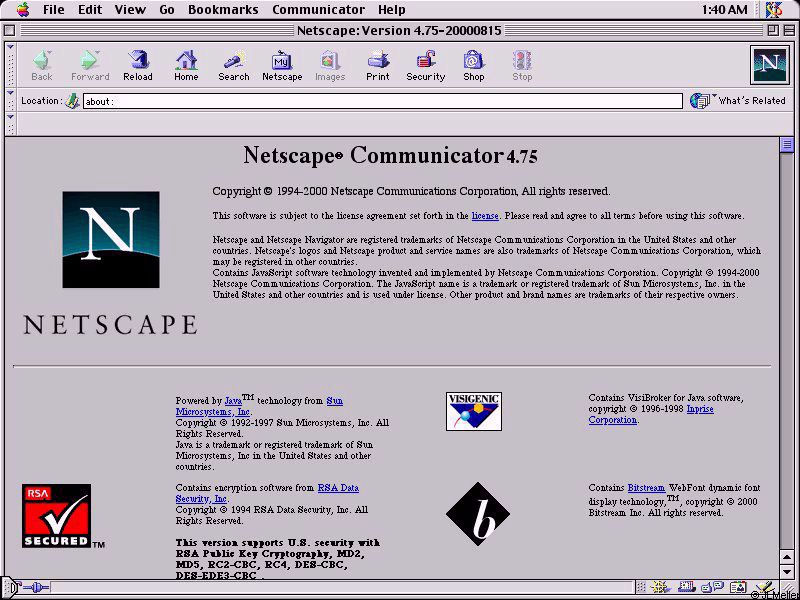 File Edit View Go Bookmarks Communicator Help 1:40 AM
Netscape: Version 4.75-20000815
Back Forward Reload Home Search Netscape Images Print Security Shop Stop
My
N
Location: about: What's Related
Netscape® Communicator 4.75
Copyright © 1994-2000 Netscape Communications Corporation, All rights reserved.
This software is subject to the license agreement set forth in the license. Please read and agree to all terms before using this software.
Netscape and Netscape Navigator are registered trademarks of Netscape Communications Corporation in the United States and other
countries. Netscape's logos and Netscape product and service names are also trademarks of Netscape Communications Corporation, which
may be registered in other countries.
Contains JavaScript software technology invented and implemented by Netscape Communications Corporation. Copyright © 1994-2000
Netscape Communications Corporation. The JavaScript name is a trademark or registered trademark of Sun Microsystems, Inc. in the
United States and other countries and is used under license. Other product and brand names are trademarks of their respective owners.
N
NETSCAPE
Powered by Java™ technology from Sun
Microsystems, Inc.
Copyright © 1992-1997 Sun Microsystems, Inc. All
Rights Reserved.
Java is a trademark or registered trademark of Sun
Microsystems, Inc in the United States and other
countries.
VISIGENIC
Contains VisiBroker for Java software,
copyright © 1996-1998 Inprise
Corporation.
RSA
SECURED™
Contains encryption software from RSA Data
Security, Inc.
Copyright © 1994 RSA Data Security, Inc. All
Rights Reserved.
This version supports U.S. security with
RSA Public Key Cryptography, MD2,
MD5, RC2-CBC, RC4, DES-CBC,
DES-EDE3-CBC .
b
Contains Bitstream WebFont dynamic font
display technology,™, copyright © 2000
Bitstream Inc. All rights reserved.
© JLMeller